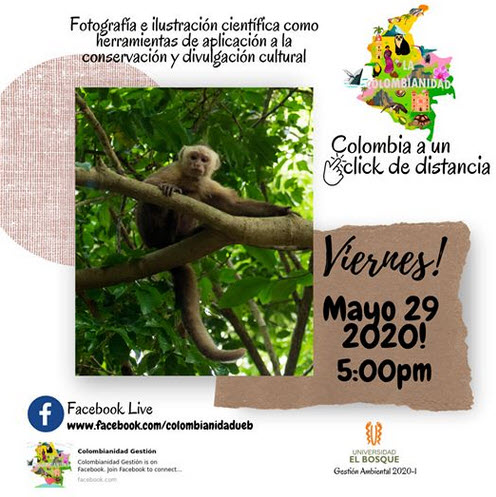 Fotografía e ilustración científica como
herramientas de aplicación a la
conservación y divulgación cultural
LA
COLOMBIANIDAD
Colombia a un
click de distancia
Viernes!
Mayo 29
2020!
5:00pm
Facebook Live
www.facebook.com/colombianidadueb
Colombianidad Gestión
Colombianidad Gestión is on
Facebook. Join Facebook to connect...
facebook.com
UNIVERSIDAD
EL BOSQUE
Gestión Ambiental 2020-1